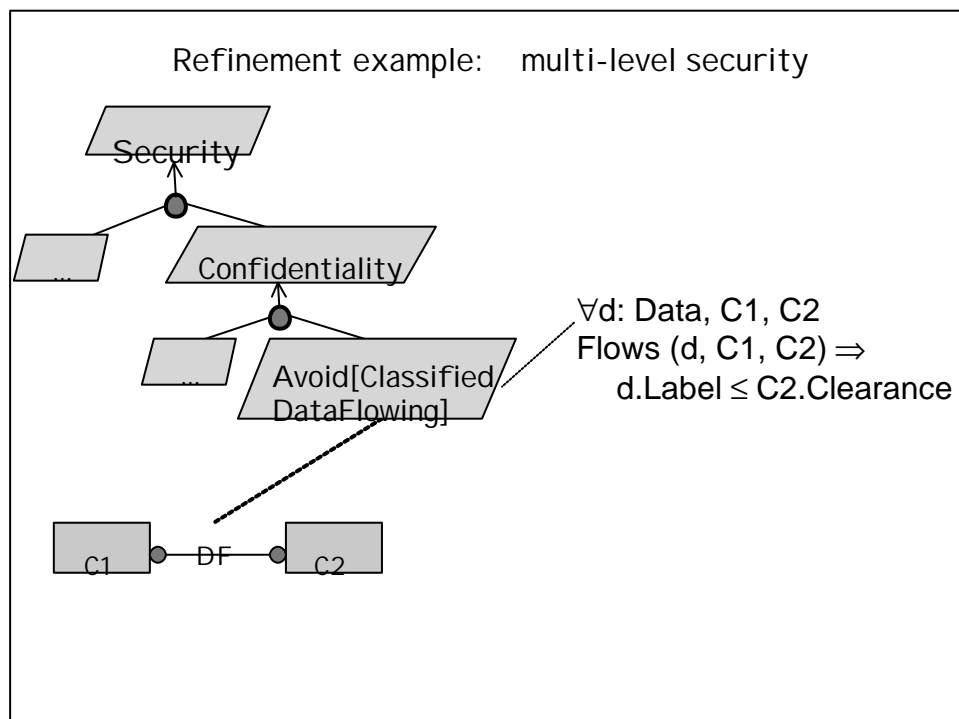 Refinement example: multi-level security
Security
...
Confidentiality
...
Avoid[Classified
DataFlowing]
∀d: Data, C1, C2
Flows (d, C1, C2) ⇒
d.Label ≤ C2.Clearance
C1
DF
C2